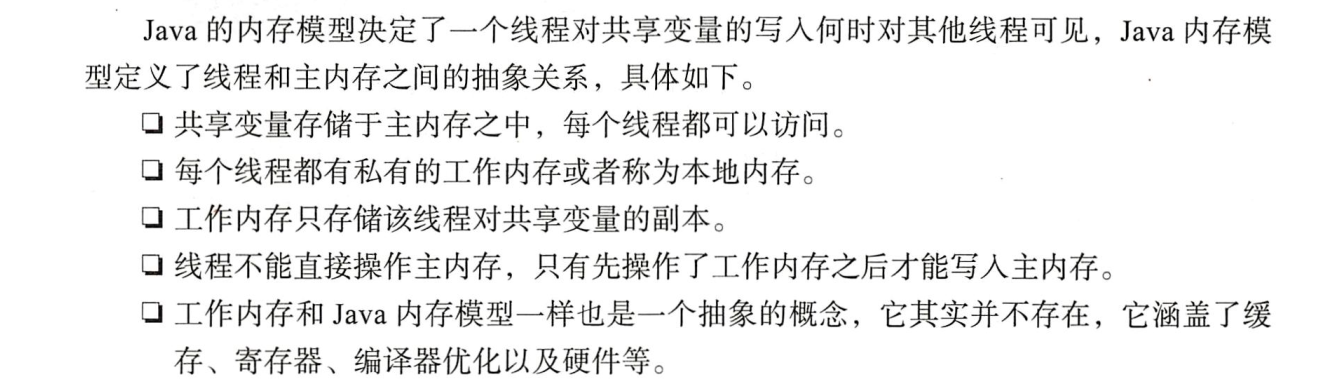 Java 的内存模型决定了一个线程对共享变量的写入何时对其他线程可见，Java 内存模
型定义了线程和主内存之间的抽象关系，具体如下。
❏ 共享变量存储于主内存之中，每个线程都可以访问。
❏ 每个线程都有私有的工作内存或者称为本地内存。
❏ 工作内存只存储该线程对共享变量的副本。
❏ 线程不能直接操作主内存，只有先操作了工作内存之后才能写入主内存。
❏ 工作内存和 Java 内存模型一样也是一个抽象的概念，它其实并不存在，它涵盖了缓
存、寄存器、编译器优化以及硬件等。